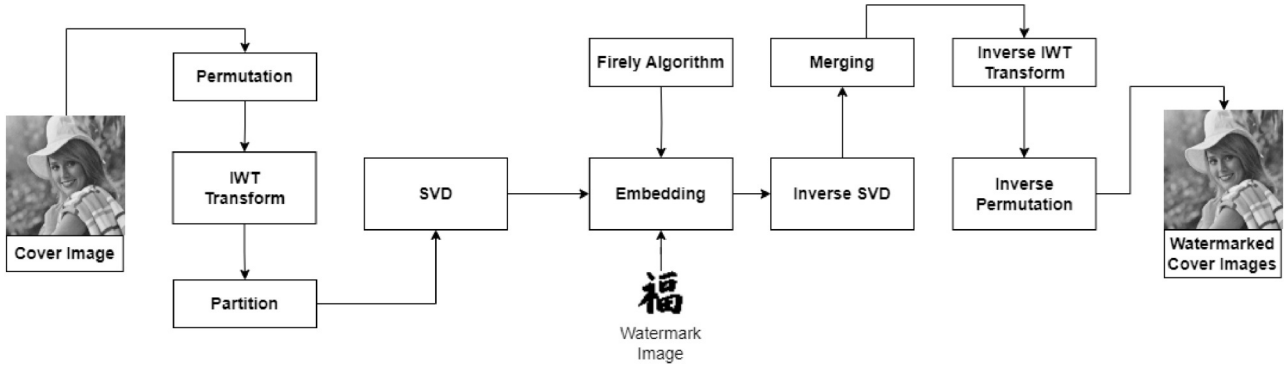 Cover Image
Permutation
IWT
Transform
Partition
SVD
Firely Algorithm
Embedding
福
Watermark
Image
Merging
Inverse SVD
Inverse IWT
Transform
Inverse
Permutation
Watermarked
Cover Images